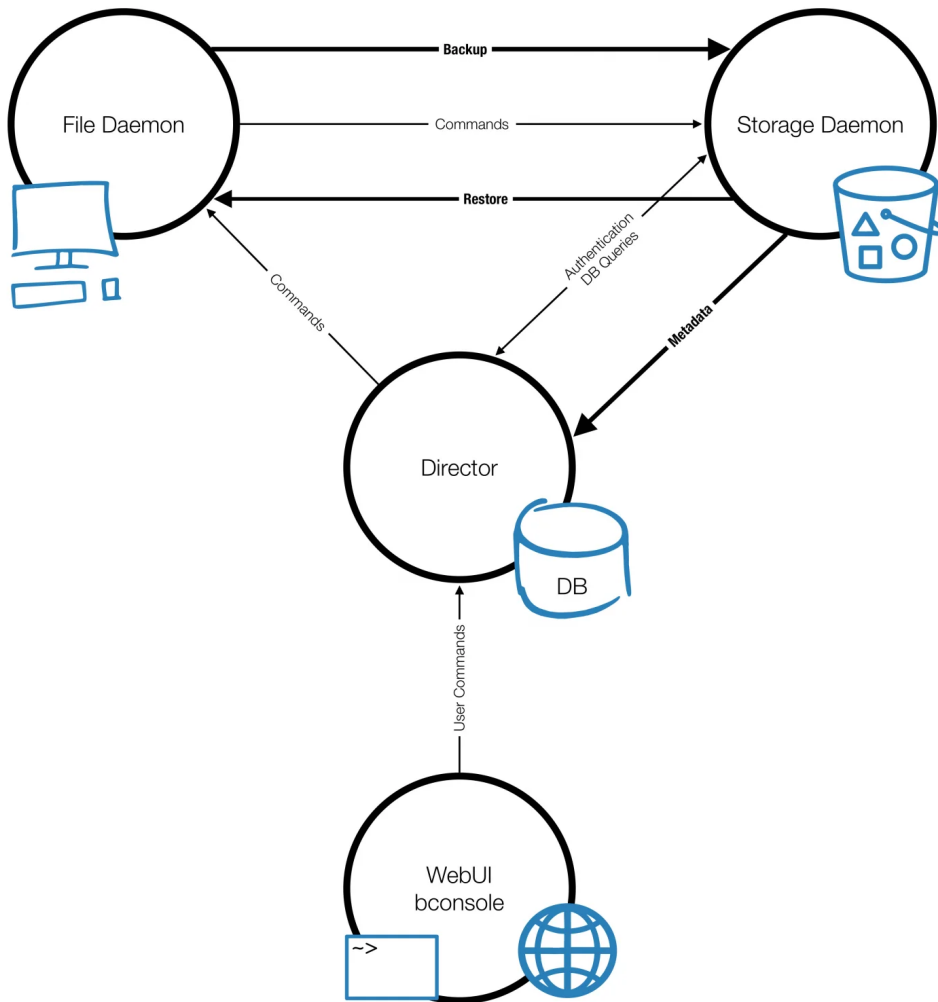 Backup
File Daemon
Commands
Storage Daemon
Restore
Authentication
DB Queries
Commands
Metadata
Director
DB
User Commands
WebUI
bconsole
~>